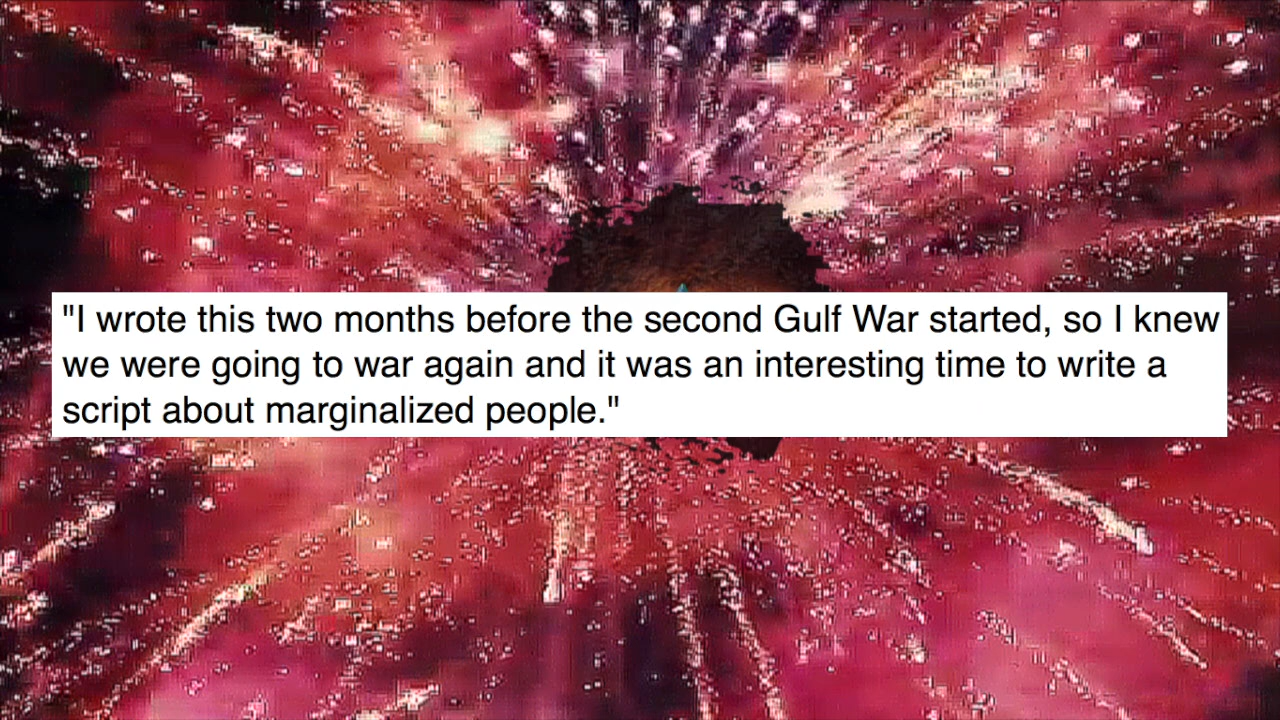 "I wrote this two months before the second Gulf War started, so I knew
we were going to war again and it was an interesting time to write a
script about marginalized people."